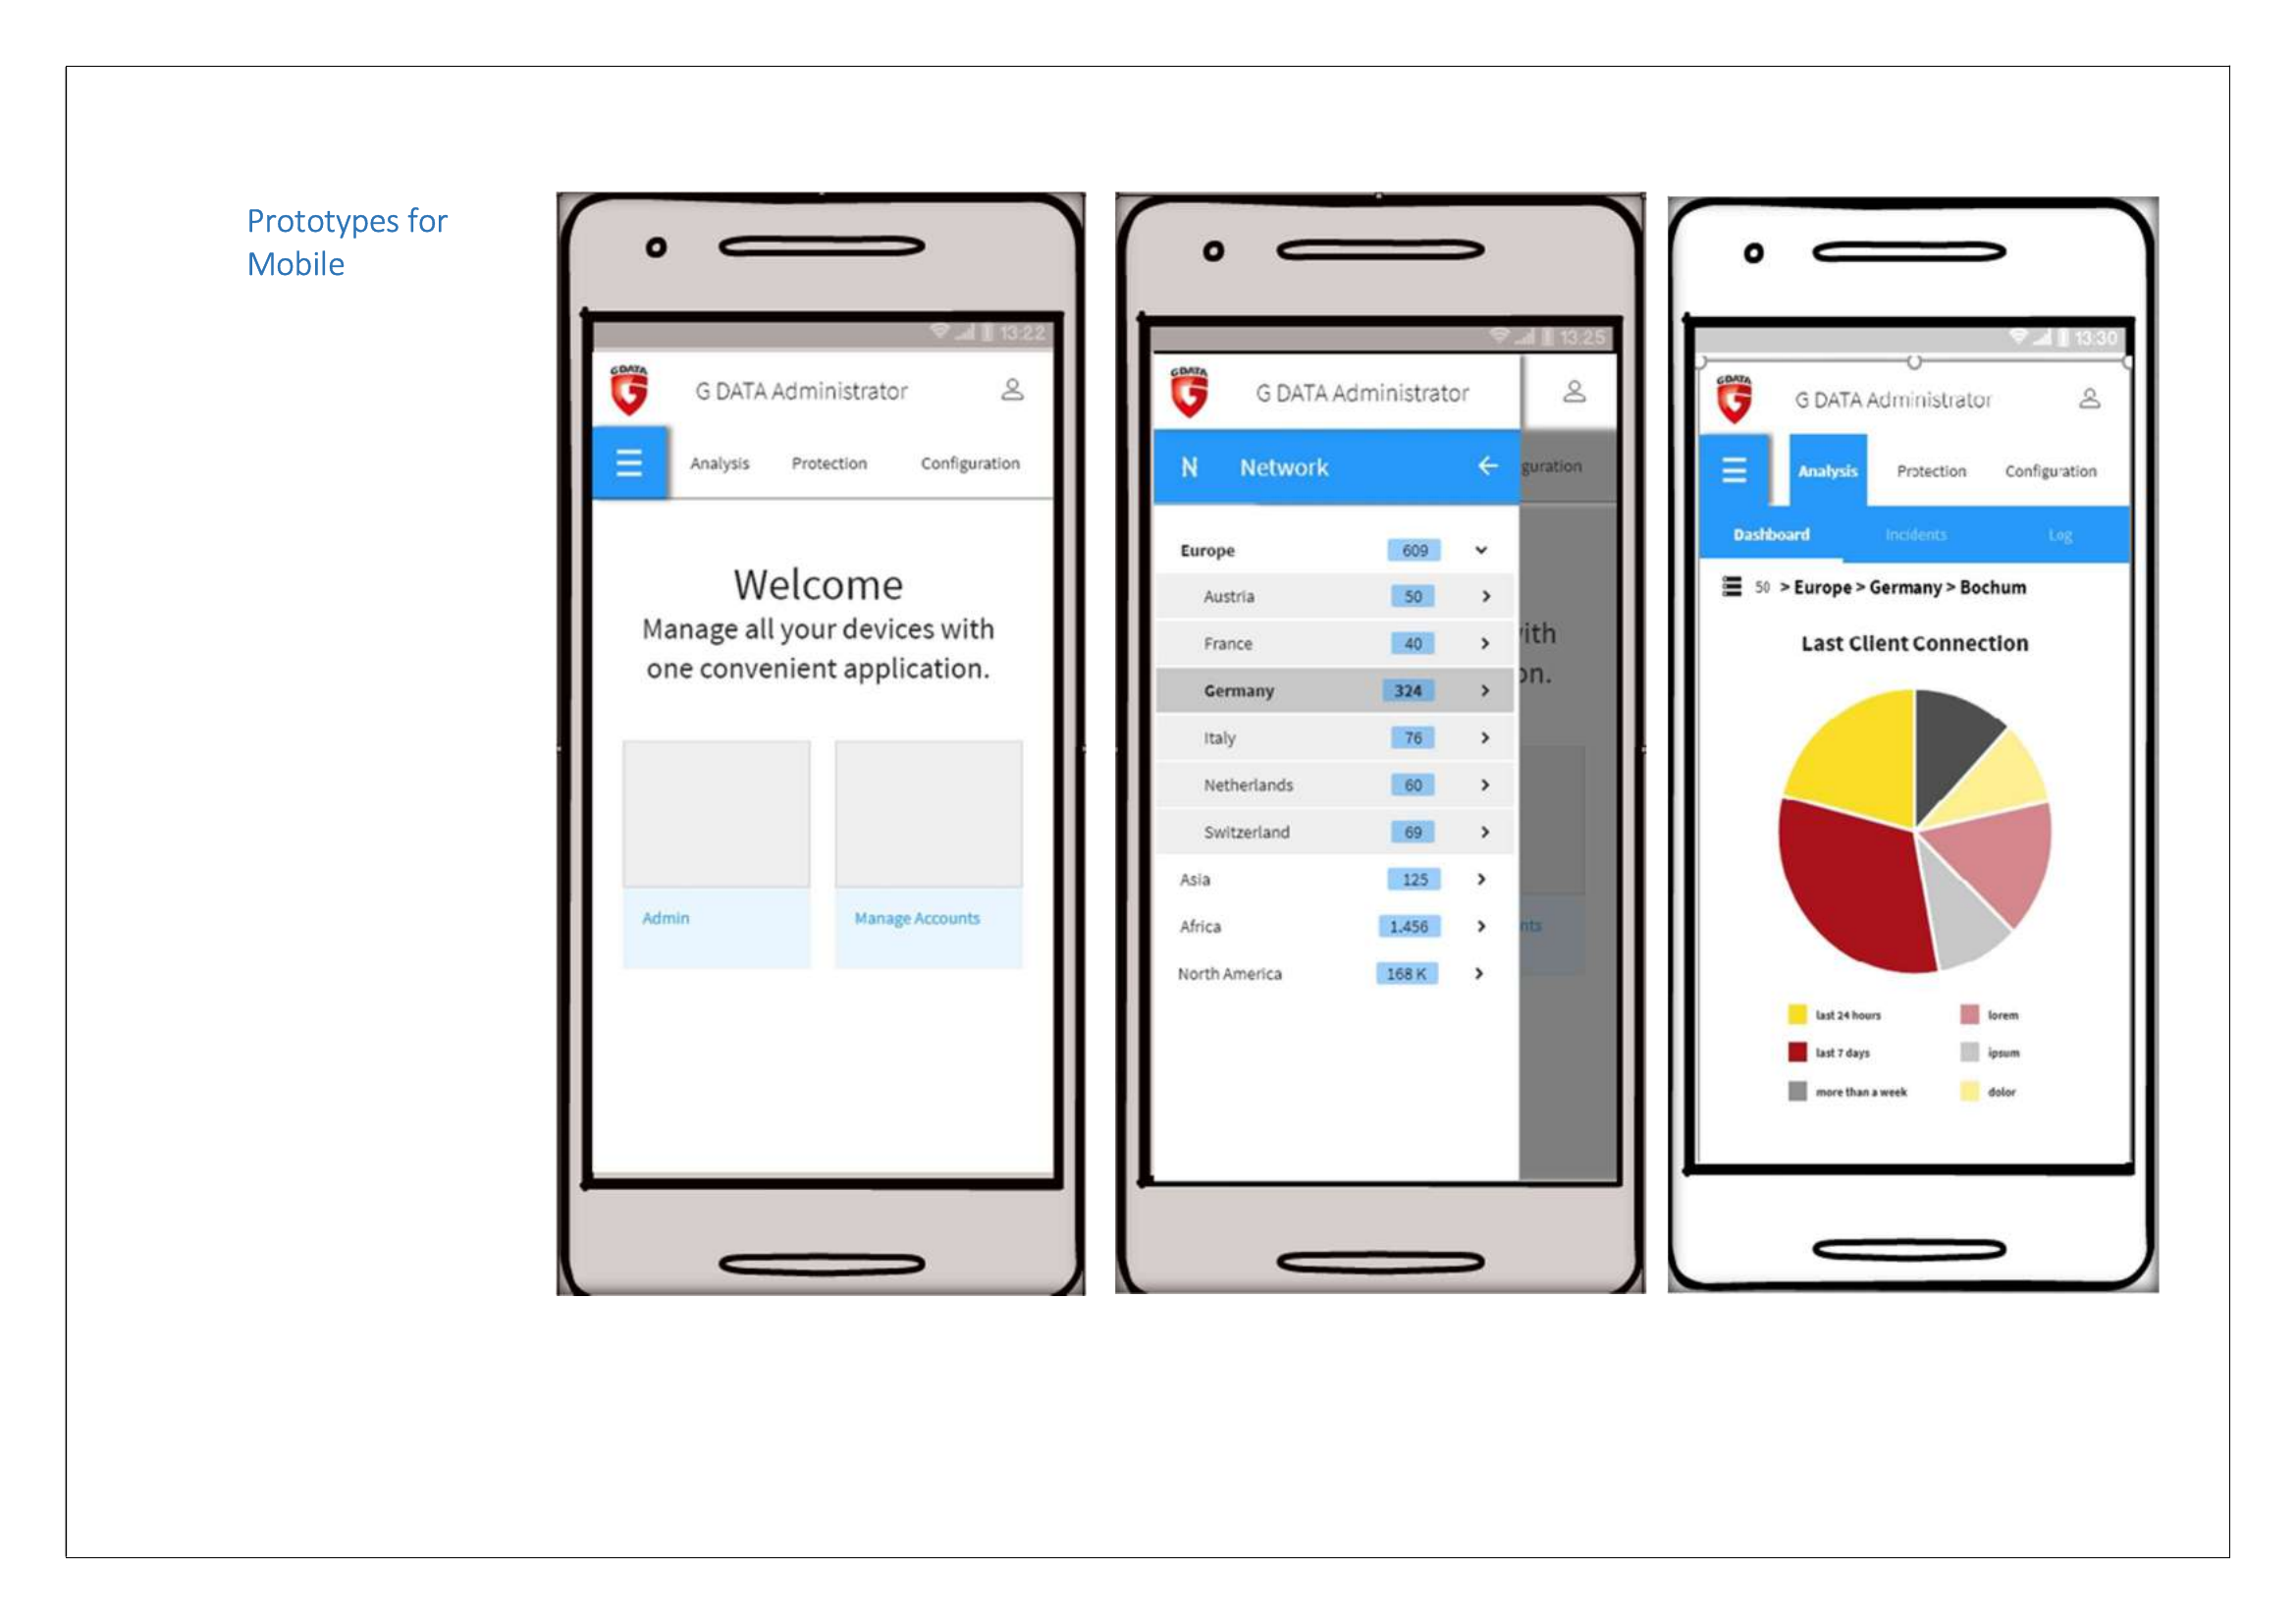 Prototypes for
Mobile
13:22
GDATA
G DATA Administrator
Analysis Protection Configuration
Welcome
Manage all your devices with
one convenient application.
Admin Manage Accounts
13:25
GDATA
G DATA Administrator
N Network
guration
Europe 609
Austria 50
France 40
ith
Germany 324
on.
Italy 76
Netherlands 60
Switzerland 69
Asia 125
Africa 1.456
nts
North America 168 K
13:30
GDATA
G DATA Administrator
Analysis Protection Configuration
Dashboard Incidents Log
50 > Europe > Germany > Bochum
Last Client Connection
last 24 hours lorem
last 7 days ipsum
more than a week dolor